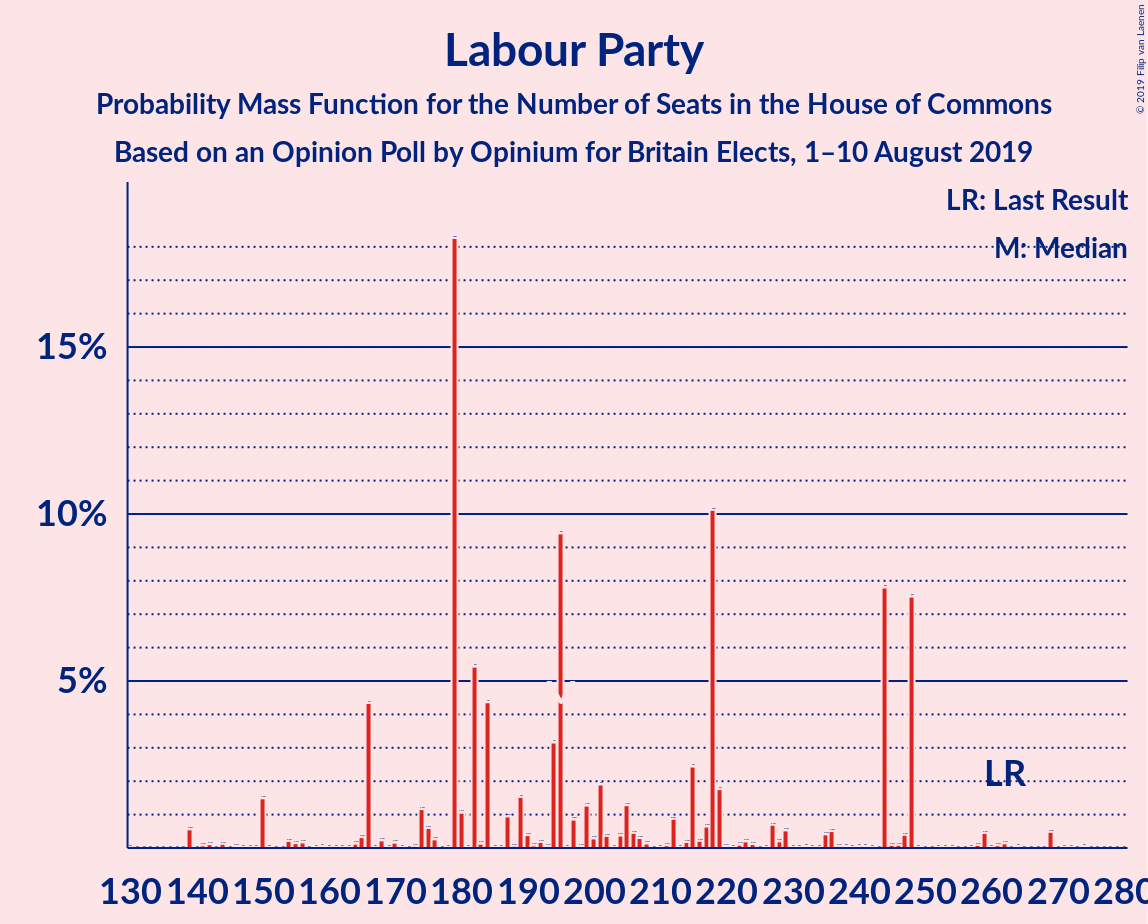 Labour Party
Probability Mass Function for the Number of Seats in the House of Commons
Based on an Opinion Poll by Opinium for Britain Elects, 1–10 August 2019
© 2019 Filip van Laenen
LR: Last Result
M: Median
15%
10%
5%
LR
130 140 150 160 170 180 190 200 210 220 230 240 250 260 270 280